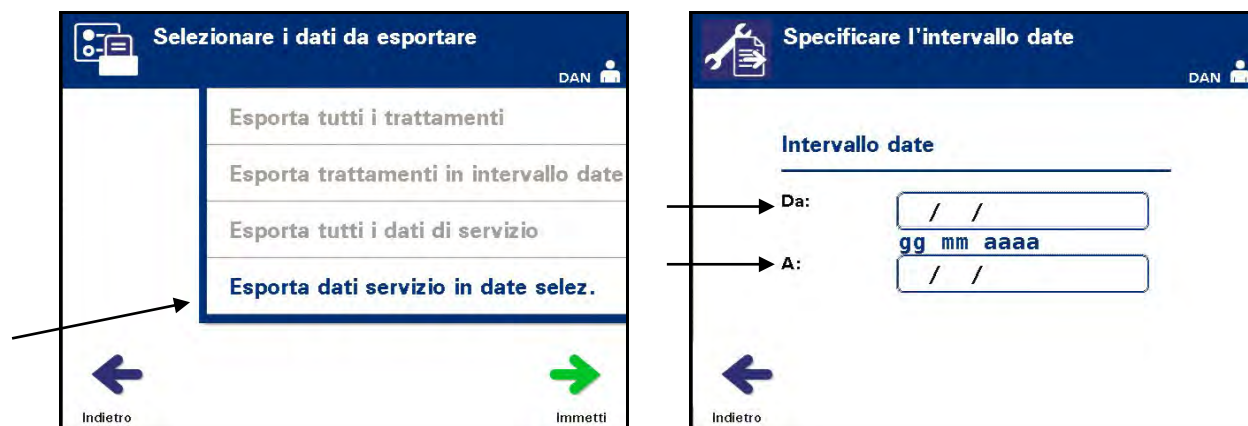 Selezionare i dati da esportare
DAN
Esporta tutti i trattamenti
Esporta trattamenti in intervallo date
Esporta tutti i dati di servizio
Esporta dati servizio in date selez.
Indietro
Immetti
Specificare l'intervallo date
DAN
Intervallo date
Da:
/ /
gg mm aaaa
A:
/ /
Indietro